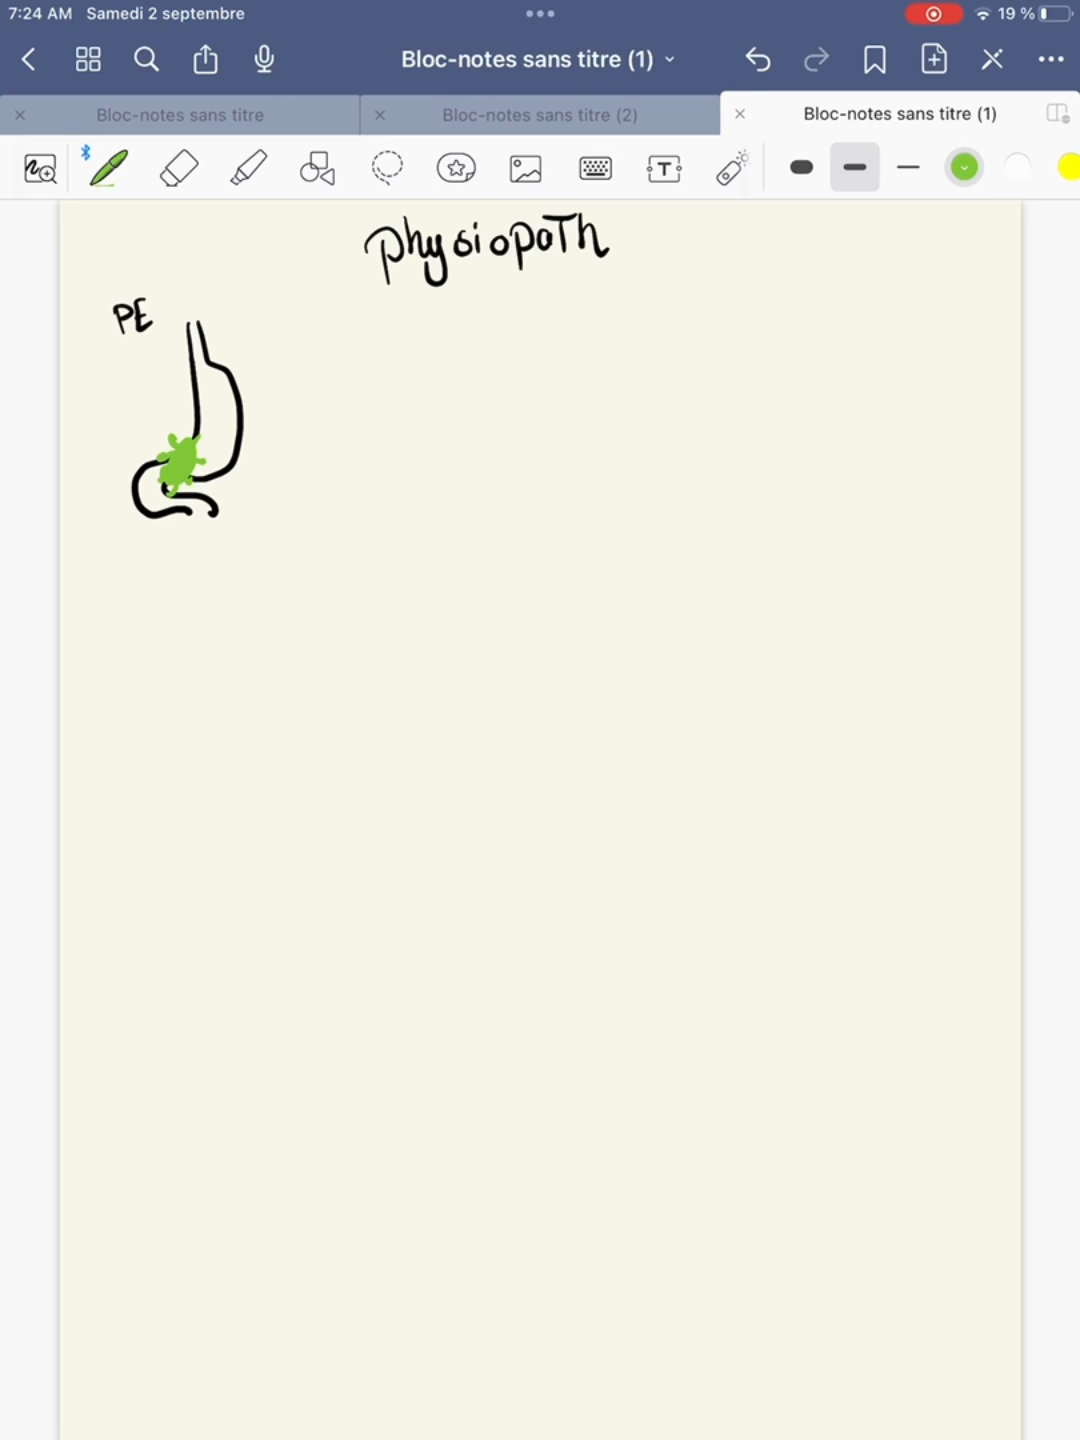 7:24 AM Samedi 2 septembre
19 %
Bloc-notes sans titre (1)
Bloc-notes sans titre
Bloc-notes sans titre (2)
Bloc-notes sans titre (1)
T
physiopaTh
PE